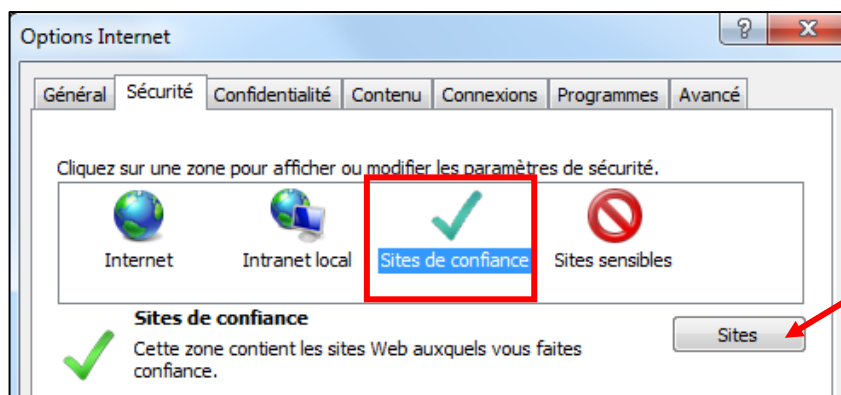 Options Internet
Général Sécurité Confidentialité Contenu Connexions Programmes Avancé
Cliquez sur une zone pour afficher ou modifier les paramètres de sécurité.
Internet Intranet local Sites de confiance Sites sensibles
Sites de confiance
Sites
Cette zone contient les sites Web auxquels vous faites
confiance.